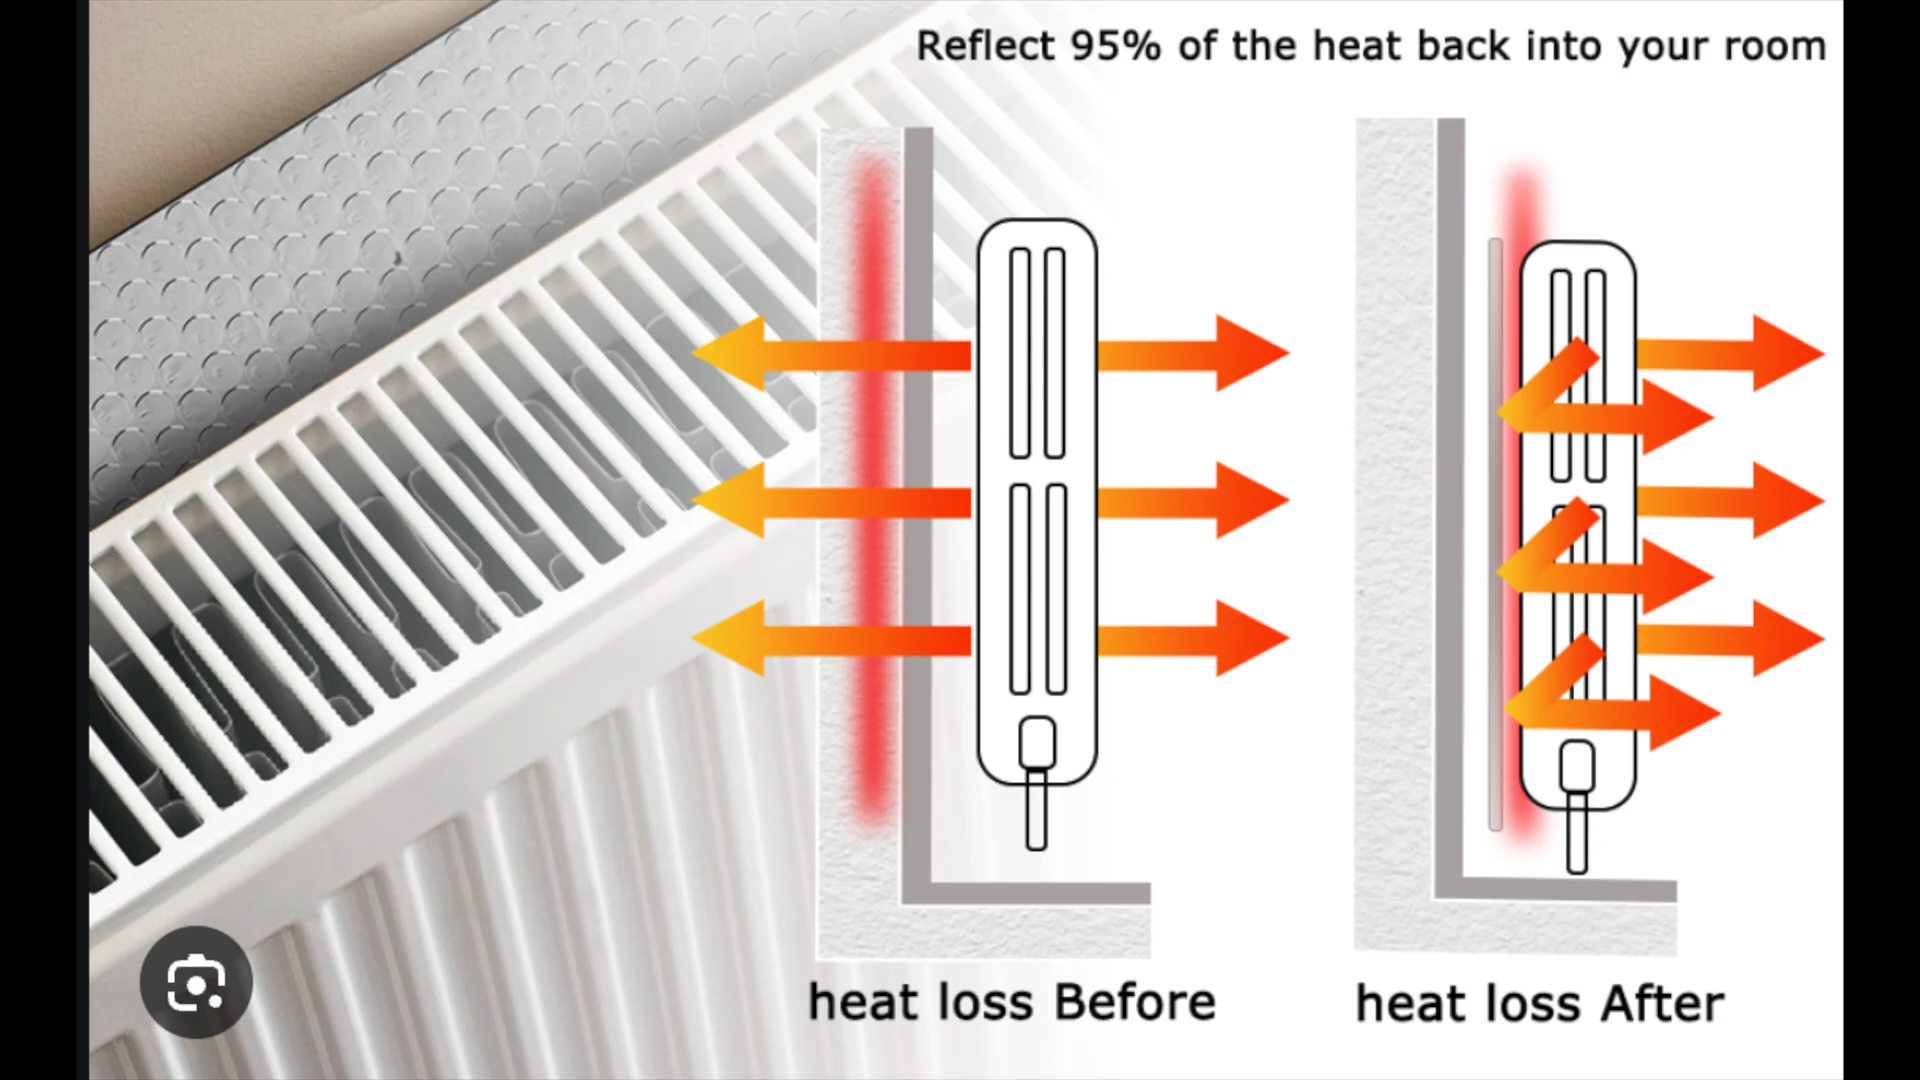 Reflect 95% of the heat back into your room
heat loss Before
heat loss After